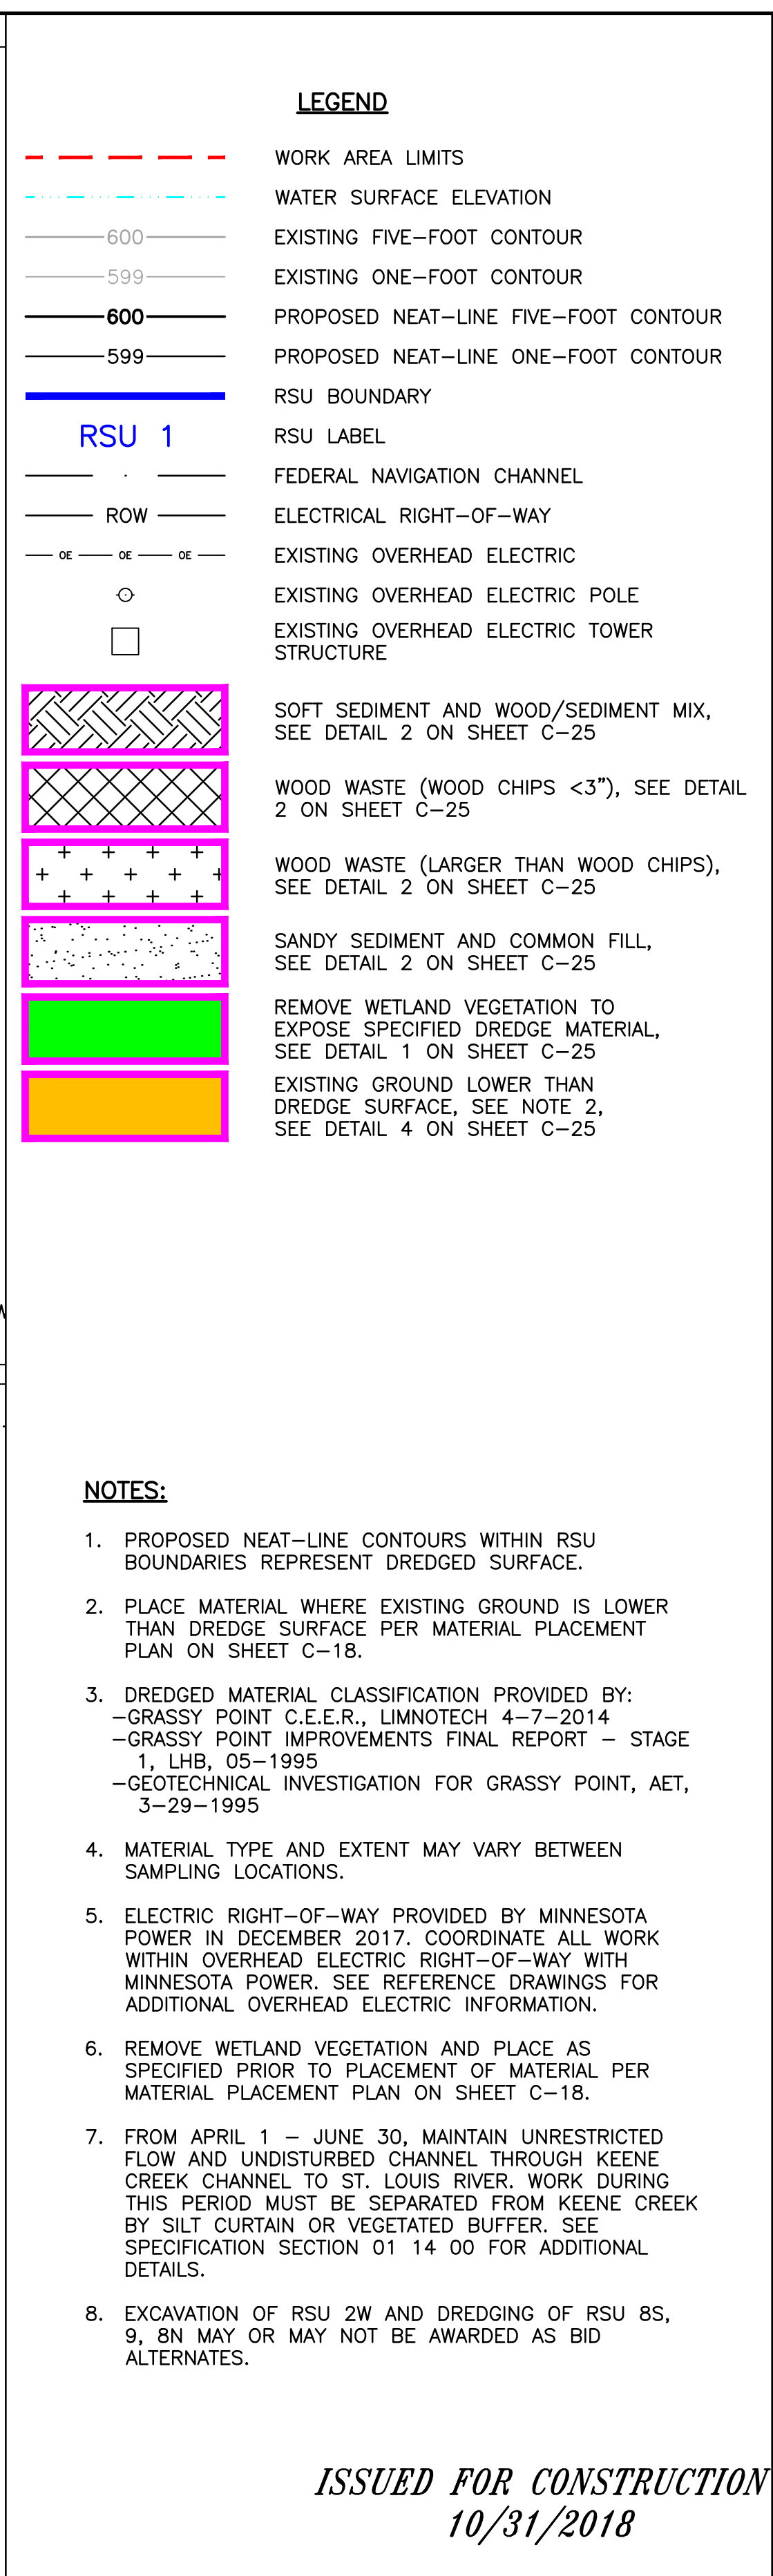 LEGEND
WORK AREA LIMITS
WATER SURFACE ELEVATION
600 EXISTING FIVE-FOOT CONTOUR
599 EXISTING ONE-FOOT CONTOUR
600 PROPOSED NEAT-LINE FIVE-FOOT CONTOUR
599 PROPOSED NEAT-LINE ONE-FOOT CONTOUR
RSU BOUNDARY
RSU 1 RSU LABEL
FEDERAL NAVIGATION CHANNEL
ROW ELECTRICAL RIGHT-OF-WAY
OE OE OE EXISTING OVERHEAD ELECTRIC
EXISTING OVERHEAD ELECTRIC POLE
EXISTING OVERHEAD ELECTRIC TOWER
STRUCTURE
SOFT SEDIMENT AND WOOD/SEDIMENT MIX,
SEE DETAIL 2 ON SHEET C-25
WOOD WASTE (WOOD CHIPS <3"), SEE DETAIL
2 ON SHEET C-25
WOOD WASTE (LARGER THAN WOOD CHIPS),
SEE DETAIL 2 ON SHEET C-25
SANDY SEDIMENT AND COMMON FILL,
SEE DETAIL 2 ON SHEET C-25
REMOVE WETLAND VEGETATION TO
EXPOSE SPECIFIED DREDGE MATERIAL,
SEE DETAIL 1 ON SHEET C-25
EXISTING GROUND LOWER THAN
DREDGE SURFACE, SEE NOTE 2,
SEE DETAIL 4 ON SHEET C-25
NOTES:
1. PROPOSED NEAT-LINE CONTOURS WITHIN RSU
BOUNDARIES REPRESENT DREDGED SURFACE.
2. PLACE MATERIAL WHERE EXISTING GROUND IS LOWER
THAN DREDGE SURFACE PER MATERIAL PLACEMENT
PLAN ON SHEET C-18.
3. DREDGED MATERIAL CLASSIFICATION PROVIDED BY:
-GRASSY POINT C.E.E.R., LIMNOTECH 4-7-2014
-GRASSY POINT IMPROVEMENTS FINAL REPORT - STAGE
1, LHB, 05-1995
-GEOTECHNICAL INVESTIGATION FOR GRASSY POINT, AET,
3-29-1995
4. MATERIAL TYPE AND EXTENT MAY VARY BETWEEN
SAMPLING LOCATIONS.
5. ELECTRIC RIGHT-OF-WAY PROVIDED BY MINNESOTA
POWER IN DECEMBER 2017. COORDINATE ALL WORK
WITHIN OVERHEAD ELECTRIC RIGHT-OF-WAY WITH
MINNESOTA POWER. SEE REFERENCE DRAWINGS FOR
ADDITIONAL OVERHEAD ELECTRIC INFORMATION.
6. REMOVE WETLAND VEGETATION AND PLACE AS
SPECIFIED PRIOR TO PLACEMENT OF MATERIAL PER
MATERIAL PLACEMENT PLAN ON SHEET C-18.
7. FROM APRIL 1 - JUNE 30, MAINTAIN UNRESTRICTED
FLOW AND UNDISTURBED CHANNEL THROUGH KEENE
CREEK CHANNEL TO ST. LOUIS RIVER. WORK DURING
THIS PERIOD MUST BE SEPARATED FROM KEENE CREEK
BY SILT CURTAIN OR VEGETATED BUFFER. SEE
SPECIFICATION SECTION 01 14 00 FOR ADDITIONAL
DETAILS.
8. EXCAVATION OF RSU 2W AND DREDGING OF RSU 8S,
9, 8N MAY OR MAY NOT BE AWARDED AS BID
ALTERNATES.
ISSUED FOR CONSTRUCTION
10/31/2018